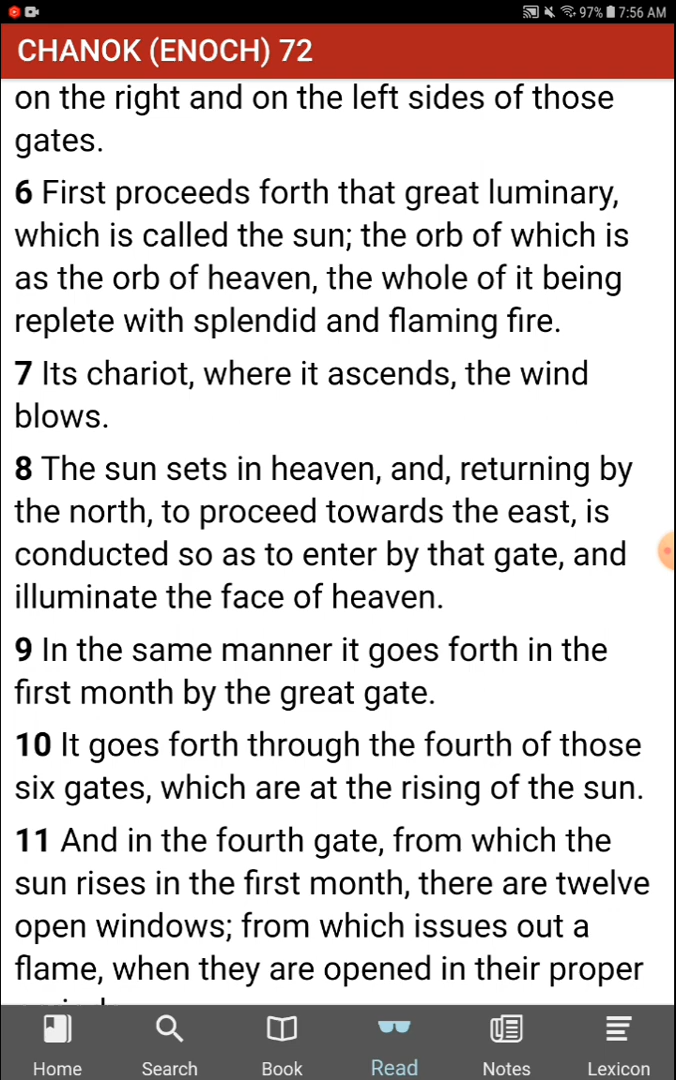 97% 7:56 AM
CHANOK (ENOCH) 72
on the right and on the left sides of those
gates.
6 First proceeds forth that great luminary,
which is called the sun; the orb of which is
as the orb of heaven, the whole of it being
replete with splendid and flaming fire.
7 Its chariot, where it ascends, the wind
blows.
8 The sun sets in heaven, and, returning by
the north, to proceed towards the east, is
conducted so as to enter by that gate, and
illuminate the face of heaven.
9 In the same manner it goes forth in the
first month by the great gate.
10 It goes forth through the fourth of those
six gates, which are at the rising of the sun.
11 And in the fourth gate, from which the
sun rises in the first month, there are twelve
open windows; from which issues out a
flame, when they are opened in their proper
Home Search Book Read Notes Lexicon